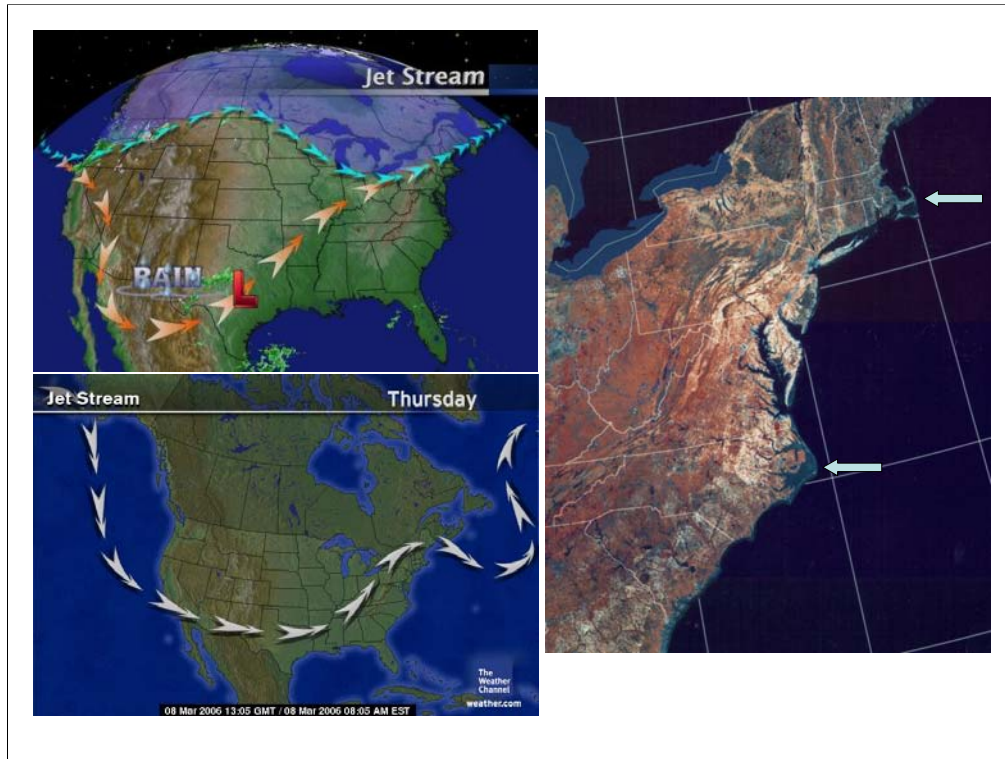 Jet Stream
RAIN
L
Jet Stream
Thursday
The
Weather
Channel
weather.com
08 Mar 2006 13:05 GMT / 08 Mar 2006 08:05 AM EST